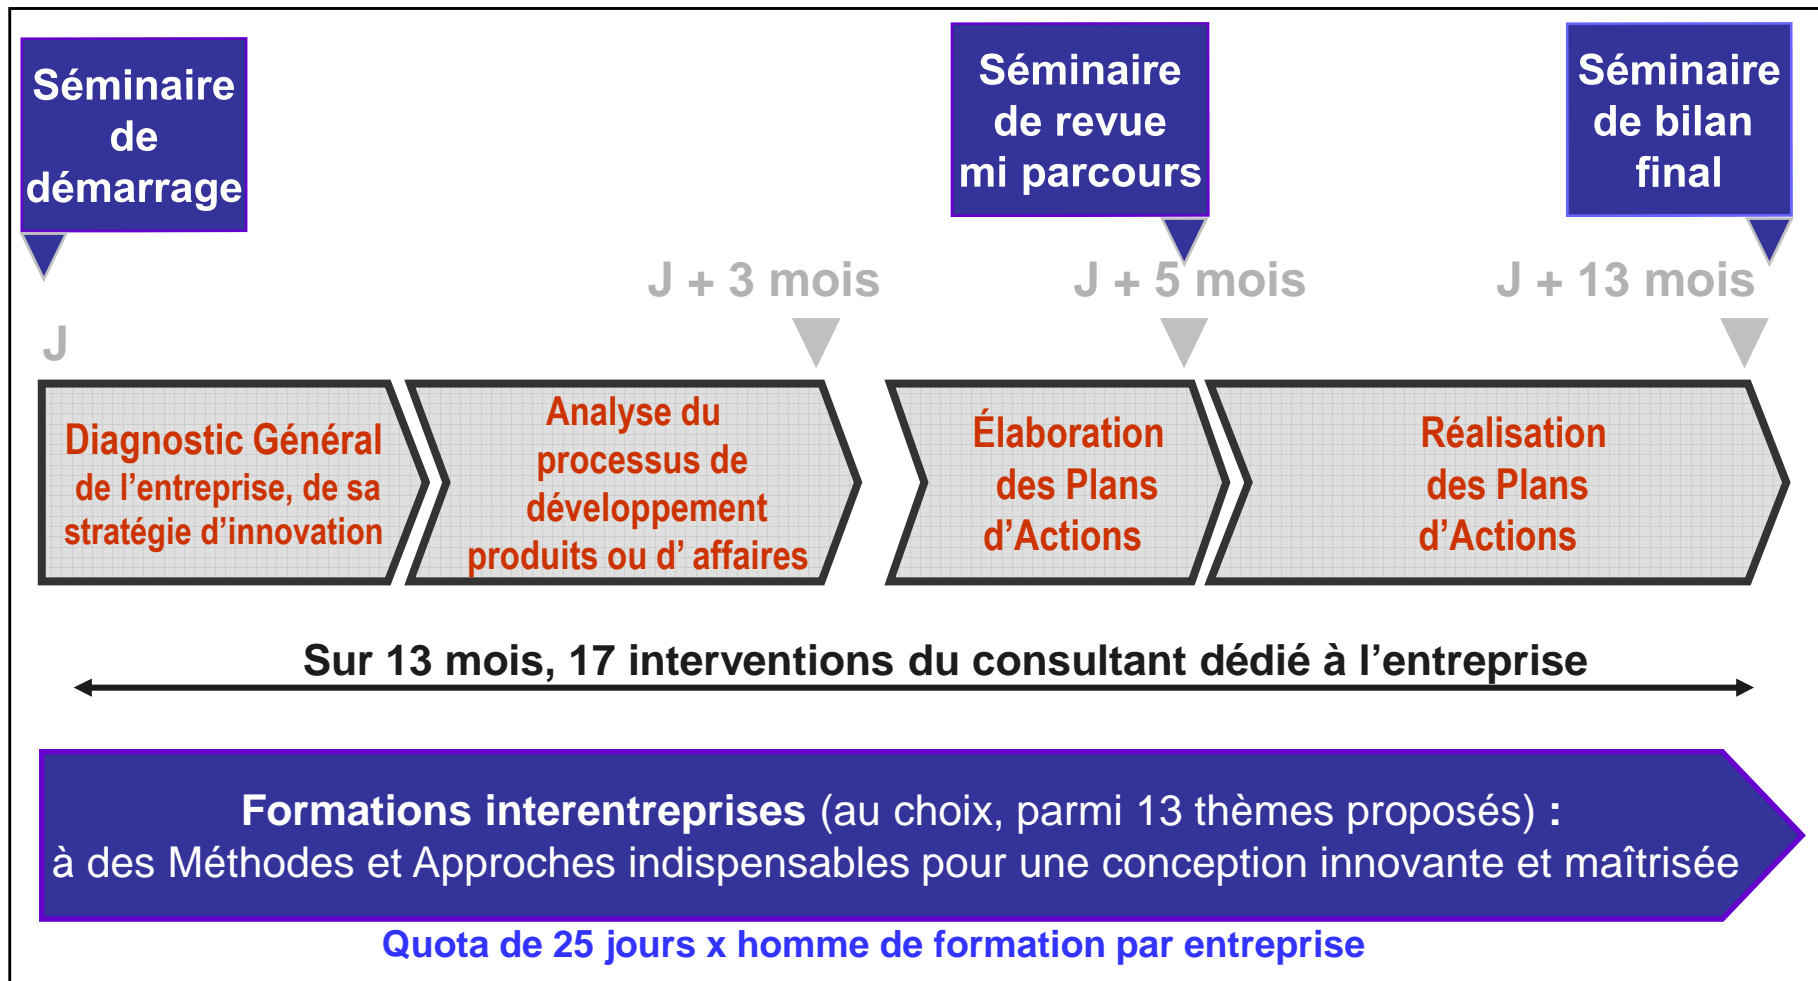 Séminaire
de
démarrage
Séminaire
de revue
mi parcours
Séminaire
de bilan
final
J
J + 3 mois
J + 5 mois
J + 13 mois
Diagnostic Général
de l’entreprise, de sa
stratégie d’innovation
Analyse du
processus de
développement
produits ou d’ affaires
Élaboration
des Plans
d’Actions
Réalisation
des Plans
d’Actions
Sur 13 mois, 17 interventions du consultant dédié à l’entreprise
Formations interentreprises (au choix, parmi 13 thèmes proposés) :
à des Méthodes et Approches indispensables pour une conception innovante et maîtrisée
Quota de 25 jours x homme de formation par entreprise